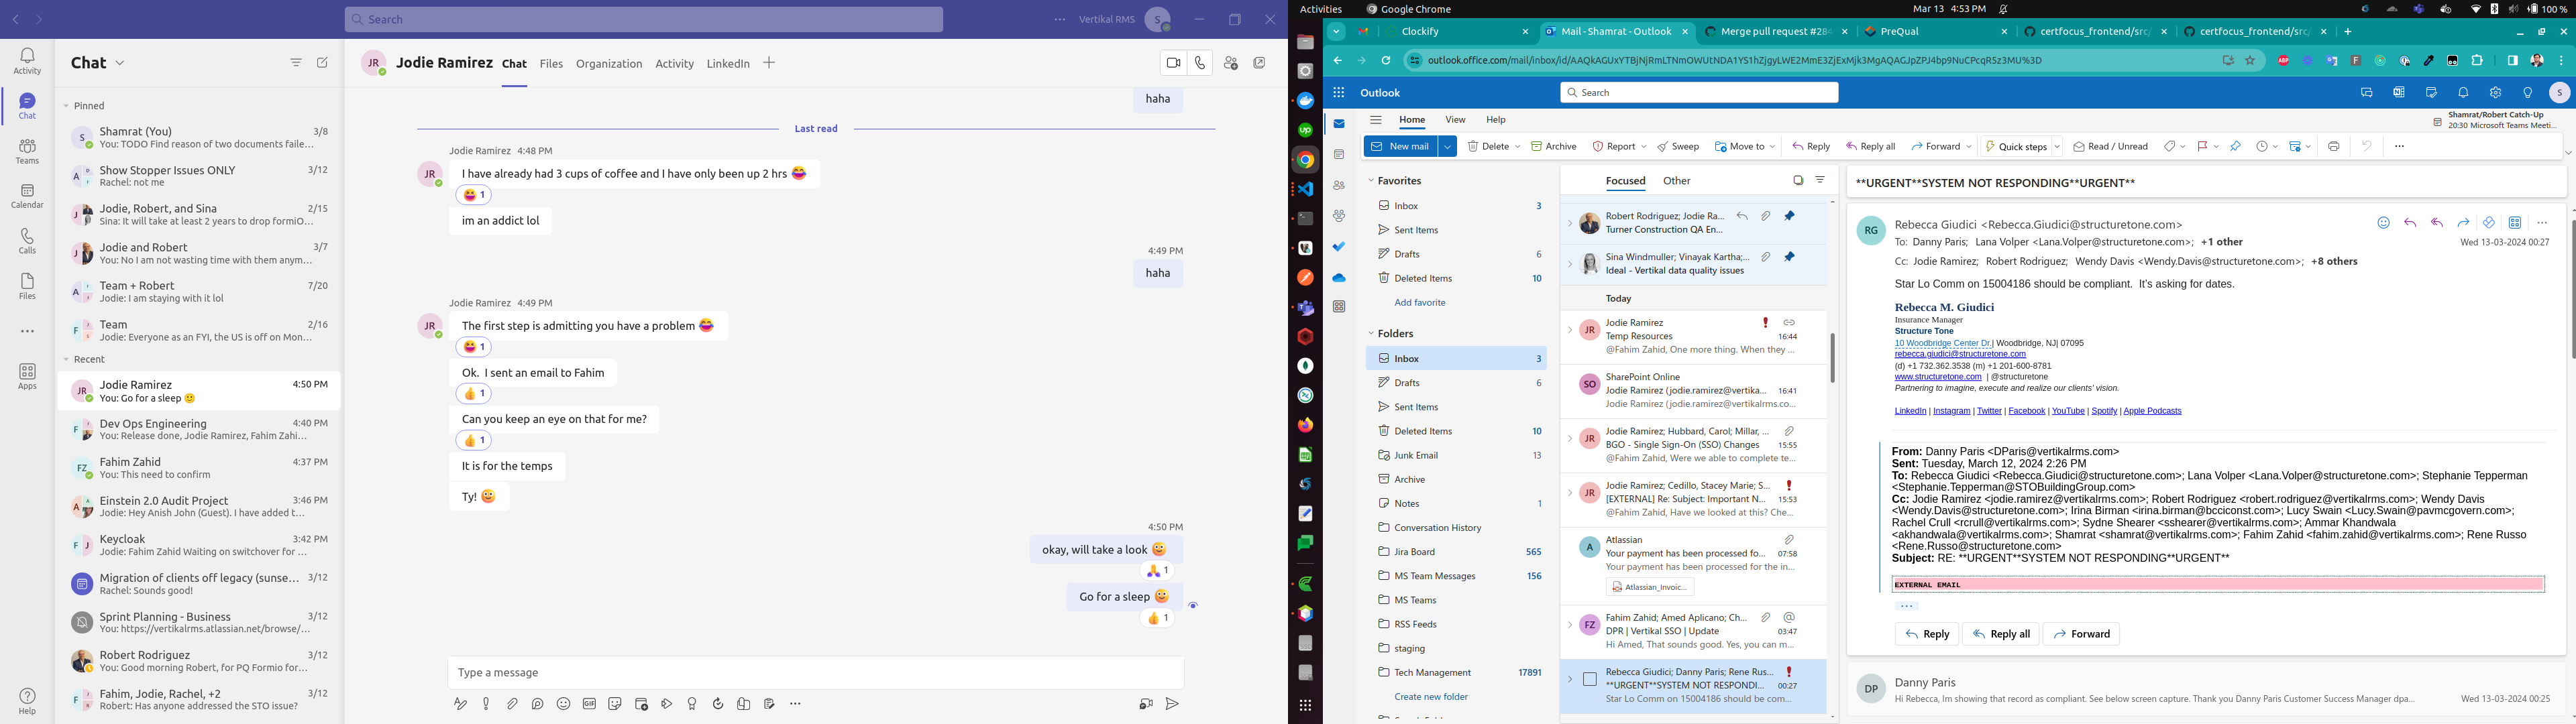 Search
Vertikal RMS
S
Activity
Chat
Teams
Calendar
Calls
Files
Apps
Help
Chat
Pinned
Shamrat (You) 3/8
You: TODO Find reason of two documents faile...
Show Stopper Issues ONLY 3/12
Rachel: not me
Jodie, Robert, and Sina 2/15
Sina: It will take at least 2 years to drop formiO...
Jodie and Robert 3/7
You: No I am not wasting time with them anym...
Team + Robert 7/20
Jodie: I am staying with it lol
Team 2/16
Jodie: Everyone as an FYI, the US is off on Mon...
Recent
Jodie Ramirez 4:50 PM
You: Go for a sleep 🙂
Dev Ops Engineering 4:40 PM
You: Release done, Jodie Ramirez, Fahim Zahi...
Fahim Zahid 4:37 PM
You: This need to confirm
Einstein 2.0 Audit Project 3:46 PM
Jodie: Hey Anish John (Guest). I have added t...
Keycloak 3:42 PM
Jodie: Fahim Zahid Waiting on switchover for ...
Migration of clients off legacy (sunse... 3/12
Rachel: Sounds good!
Sprint Planning - Business 3/12
You: https://vertikalrms.atlassian.net/browse/...
Robert Rodriguez 3/12
You: Good morning Robert, for PQ Formio for...
Fahim, Jodie, Rachel, +2 3/12
Robert: Has anyone addressed the STO issue?
JR Jodie Ramirez Chat Files Organization Activity LinkedIn
haha
Last read
Jodie Ramirez 4:48 PM
I have already had 3 cups of coffee and I have only been up 2 hrs 😂
😆 1
im an addict lol
4:49 PM
haha
Jodie Ramirez 4:49 PM
The first step is admitting you have a problem 😂
😆 1
Ok. I sent an email to Fahim
👍 1
Can you keep an eye on that for me?
👍 1
It is for the temps
Ty! 😀
4:50 PM
okay, will take a look 😀
🙏 1
Go for a sleep 😀
👍 1
Type a message
Activities Google Chrome
Mar 13 4:53 PM
100 %
Clockify
Mail - Shamrat - Outlook
Merge pull request #284
PreQual
certfocus_frontend/src/
certfocus_frontend/src/
outlook.office.com/mail/inbox/id/AAQkAGUxYTBjNjRmLTNmOWUtNDA1YS1hZjgyLWE2MmE3ZjExMjk3MgAQAGJpZPJ4bp9NuCPcqR5z3MU%3D
Outlook
Search
S
Home View Help
Shamrat/Robert Catch-Up
20:30 Microsoft Teams Meeti...
New mail Delete Archive Report Sweep Move to Reply Reply all Forward Quick steps Read / Unread
Favorites
Inbox 3
Sent Items
Drafts 6
Deleted Items 10
Add favorite
Folders
Inbox 3
Drafts 6
Sent Items
Deleted Items 10
Junk Email 13
Archive
Notes 1
Conversation History
Jira Board 565
MS Team Messages 156
MS Teams
RSS Feeds
staging
Tech Management 17891
Create new folder
Focused Other
Robert Rodriguez; Jodie Ra...
Turner Construction QA En...
Sina Windmuller; Vinayak Kartha;...
Ideal - Vertikal data quality issues
Today
JR Jodie Ramirez
Temp Resources 16:44
@Fahim Zahid, One more thing. When they ...
SO SharePoint Online
Jodie Ramirez (jodie.ramirez@vertika... 16:41
Jodie Ramirez (jodie.ramirez@vertikalrms.co...
JR Jodie Ramirez; Hubbard, Carol; Millar, ...
BGO - Single Sign-On (SSO) Changes 15:55
@Fahim Zahid, Were we able to complete te...
JR Jodie Ramirez; Cedillo, Stacey Marie; S...
[EXTERNAL] Re: Subject: Important N... 15:53
@Fahim Zahid, Have we looked at this? Che...
A Atlassian
Your payment has been processed fo... 07:58
Your payment has been processed for the in...
Atlassian_Invoic...
FZ Fahim Zahid; Amed Aplicano; Ch...
DPR | Vertikal SSO | Update 03:47
Hi Amed, That sounds good. Yes, you can m...
Rebecca Giudici; Danny Paris; Rene Rus...
**URGENT**SYSTEM NOT RESPONDI... 00:27
Star Lo Comm on 15004186 should be com...
**URGENT**SYSTEM NOT RESPONDING**URGENT**
RG Rebecca Giudici <Rebecca.Giudici@structuretone.com>
To: Danny Paris; Lana Volper <Lana.Volper@structuretone.com>; +1 other
Wed 13-03-2024 00:27
Cc: Jodie Ramirez; Robert Rodriguez; Wendy Davis <Wendy.Davis@structuretone.com>; +8 others
Star Lo Comm on 15004186 should be compliant. It's asking for dates.
Rebecca M. Giudici
Insurance Manager
Structure Tone
10 Woodbridge Center Dr.| Woodbridge, NJ| 07095
rebecca.giudici@structuretone.com
(d) +1 732.362.3538 (m) +1 201-600-8781
www.structuretone.com | @structuretone
Partnering to imagine, execute and realize our clients' vision.
LinkedIn | Instagram | Twitter | Facebook | YouTube | Spotify | Apple Podcasts
From: Danny Paris <DParis@vertikalrms.com>
Sent: Tuesday, March 12, 2024 2:26 PM
To: Rebecca Giudici <Rebecca.Giudici@structuretone.com>; Lana Volper <Lana.Volper@structuretone.com>; Stephanie Tepperman
<Stephanie.Tepperman@STOBuildingGroup.com>
Cc: Jodie Ramirez <jodie.ramirez@vertikalrms.com>; Robert Rodriguez <robert.rodriguez@vertikalrms.com>; Wendy Davis
<Wendy.Davis@structuretone.com>; Irina Birman <irina.birman@bcciconst.com>; Lucy Swain <Lucy.Swain@pavmcgovern.com>;
Rachel Crull <rcrull@vertikalrms.com>; Sydne Shearer <sshearer@vertikalrms.com>; Ammar Khandwala
<akhandwala@vertikalrms.com>; Shamrat <shamrat@vertikalrms.com>; Fahim Zahid <fahim.zahid@vertikalrms.com>; Rene Russo
<Rene.Russo@structuretone.com>
Subject: RE: **URGENT**SYSTEM NOT RESPONDING**URGENT**
EXTERNAL EMAIL
Reply Reply all Forward
DP Danny Paris
Hi Rebecca, Im showing that record as compliant. See below screen capture. Thank you Danny Paris Customer Success Manager dpa...
Wed 13-03-2024 00:25